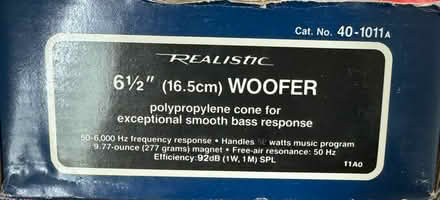 Cat. No. 40-1011A
REALISTIC
6½" (16.5cm) WOOFER
polypropylene cone for
exceptional smooth bass response
50-6,000 Hz frequency response • Handles watts music program
9.77-ounce (277 grams) magnet • Free-air resonance: 50 Hz
Efficiency: 92dB (1W, 1M) SPL
11A0